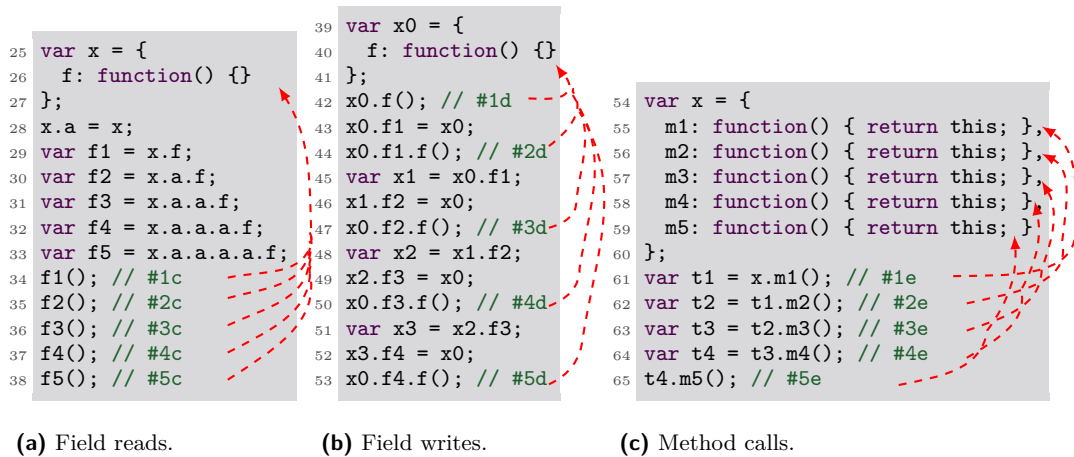 25 var x = {
26   f: function() {}
27 };
28 x.a = x;
29 var f1 = x.f;
30 var f2 = x.a.f;
31 var f3 = x.a.a.f;
32 var f4 = x.a.a.a.f;
33 var f5 = x.a.a.a.a.f;
34 f1(); // #1c
35 f2(); // #2c
36 f3(); // #3c
37 f4(); // #4c
38 f5(); // #5c
(a) Field reads.
39 var x0 = {
40   f: function() {}
41 };
42 x0.f(); // #1d
43 x0.f1 = x0;
44 x0.f1.f(); // #2d
45 var x1 = x0.f1;
46 x1.f2 = x0;
47 x0.f2.f(); // #3d
48 var x2 = x1.f2;
49 x2.f3 = x0;
50 x0.f3.f(); // #4d
51 var x3 = x2.f3;
52 x3.f4 = x0;
53 x0.f4.f(); // #5d
(b) Field writes.
54 var x = {
55   m1: function() { return this; },
56   m2: function() { return this; },
57   m3: function() { return this; },
58   m4: function() { return this; },
59   m5: function() { return this; }
60 };
61 var t1 = x.m1(); // #1e
62 var t2 = t1.m2(); // #2e
63 var t3 = t2.m3(); // #3e
64 var t4 = t3.m4(); // #4e
65 t4.m5(); // #5e
(c) Method calls.